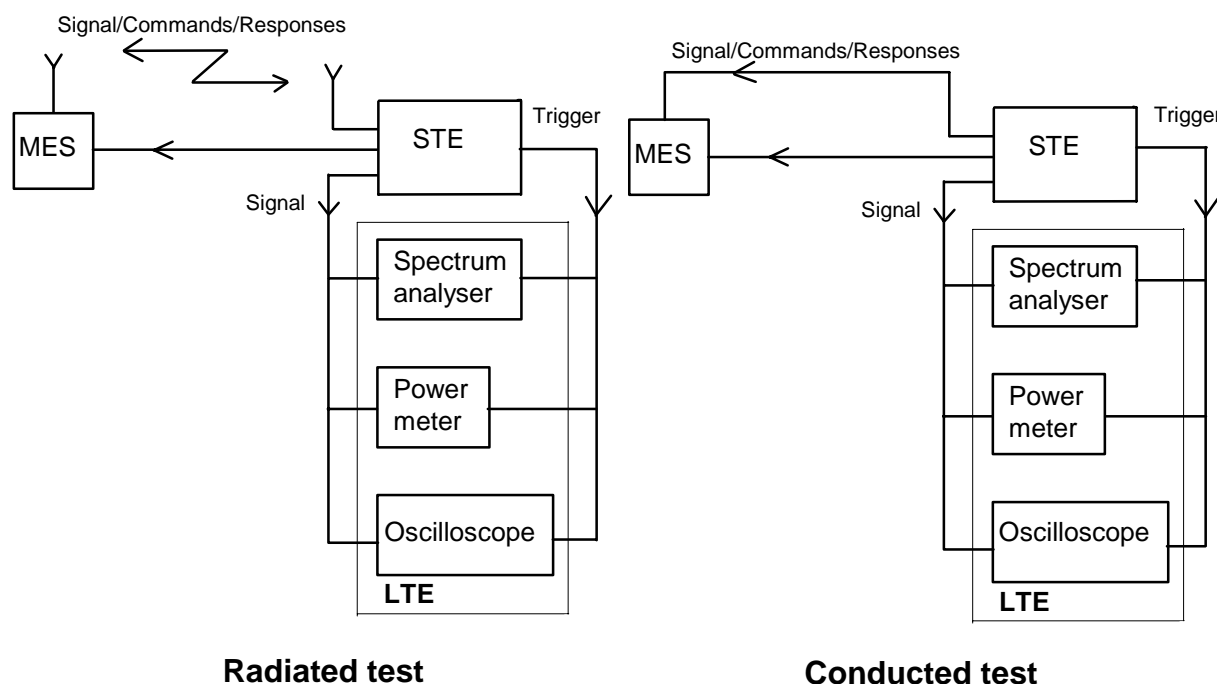 Signal/Commands/Responses
MES
STE
Trigger
Signal
Spectrum
analyser
Power
meter
Oscilloscope
LTE
Radiated test
Signal/Commands/Responses
MES
STE
Trigger
Signal
Spectrum
analyser
Power
meter
Oscilloscope
LTE
Conducted test